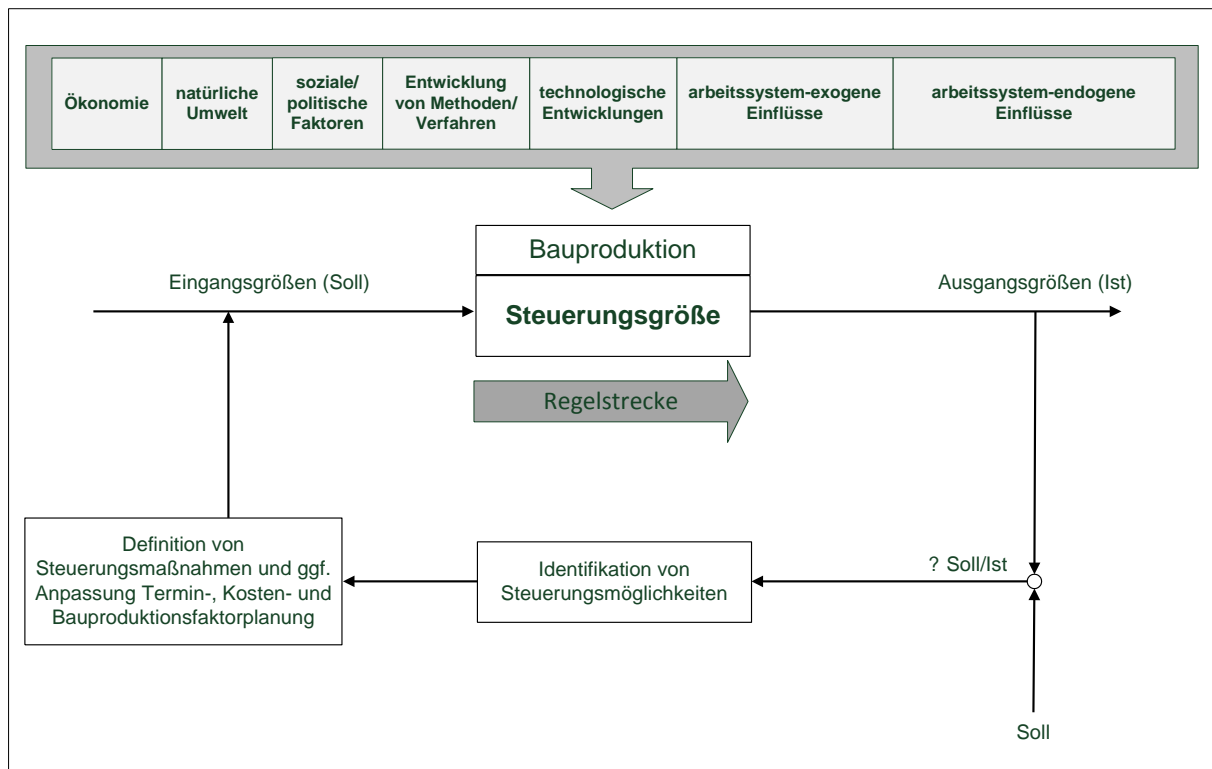 Ökonomie
natürliche
Umwelt
soziale/
politische
Faktoren
Entwicklung
von Methoden/
Verfahren
technologische
Entwicklungen
arbeitssystem-exogene
Einflüsse
arbeitssystem-endogene
Einflüsse
Bauproduktion
Eingangsgrößen (Soll)
Steuerungsgröße
Ausgangsgrößen (Ist)
Regelstrecke
Definition von
Steuerungsmaßnahmen und ggf.
Anpassung Termin-, Kosten- und
Bauproduktionsfaktorplanung
Identifikation von
Steuerungsmöglichkeiten
? Soll/Ist
Soll